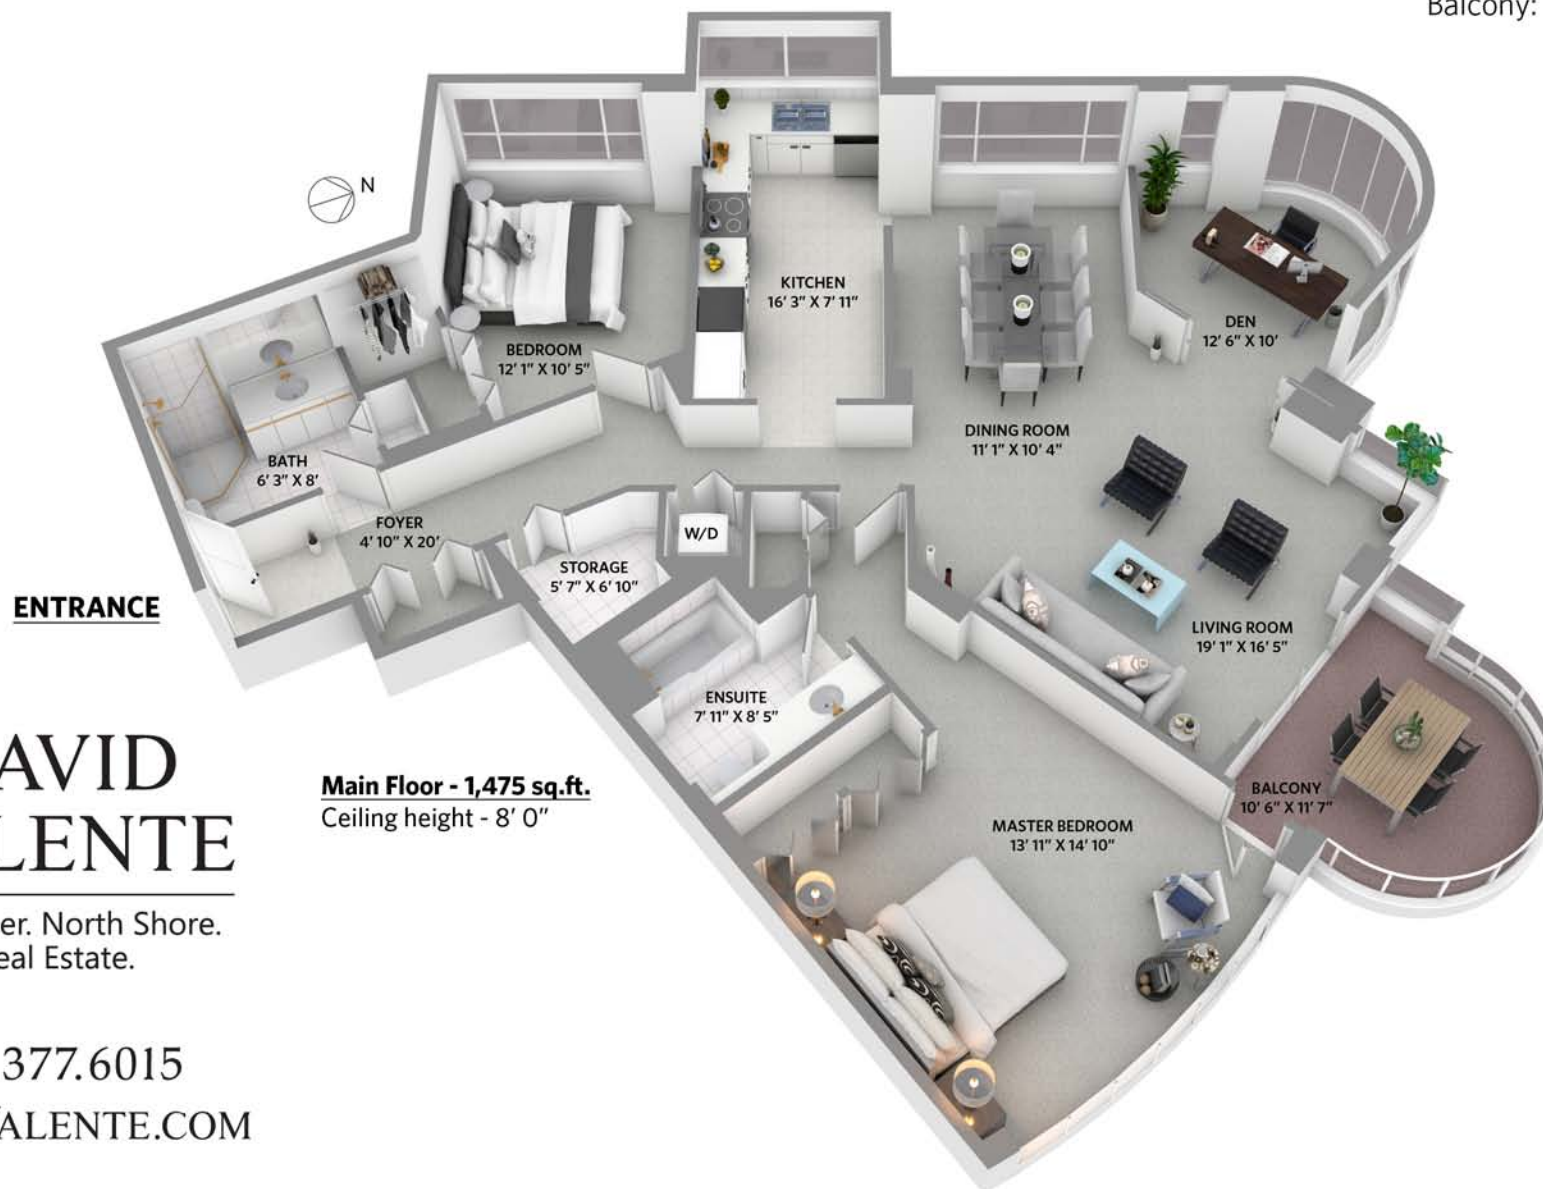 Balcony:
N
KITCHEN
16' 3" X 7' 11"
DEN
12' 6" X 10'
BEDROOM
12' 1" X 10' 5"
DINING ROOM
11' 1" X 10' 4"
BATH
6' 3" X 8'
FOYER
4' 10" X 20'
W/D
STORAGE
5' 7" X 6' 10"
ENTRANCE
LIVING ROOM
19' 1" X 16' 5"
ENSUITE
7' 11" X 8' 5"
BALCONY
10' 6" X 11' 7"
MASTER BEDROOM
13' 11" X 14' 10"
Main Floor - 1,475 sq.ft.
Ceiling height - 8' 0"
AVID
LENTE
er. North Shore.
eal Estate.
377.6015
ALENTE.COM